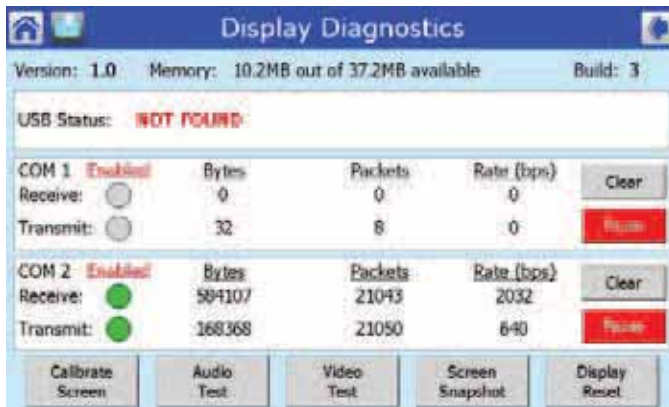 Display Diagnostics
Version: 1.0 Memory: 10.2MB out of 37.2MB available Build: 3
USB Status: NOT FOUND
COM 1 Enabled Bytes Packets Rate (bps) Clear
Receive: 0 0 0
Transmit: 32 8 0 Pause
COM 2 Enabled Bytes Packets Rate (bps) Clear
Receive: 584107 21043 2032
Transmit: 168368 21050 640 Pause
Calibrate Screen Audio Test Video Test Screen Snapshot Display Reset